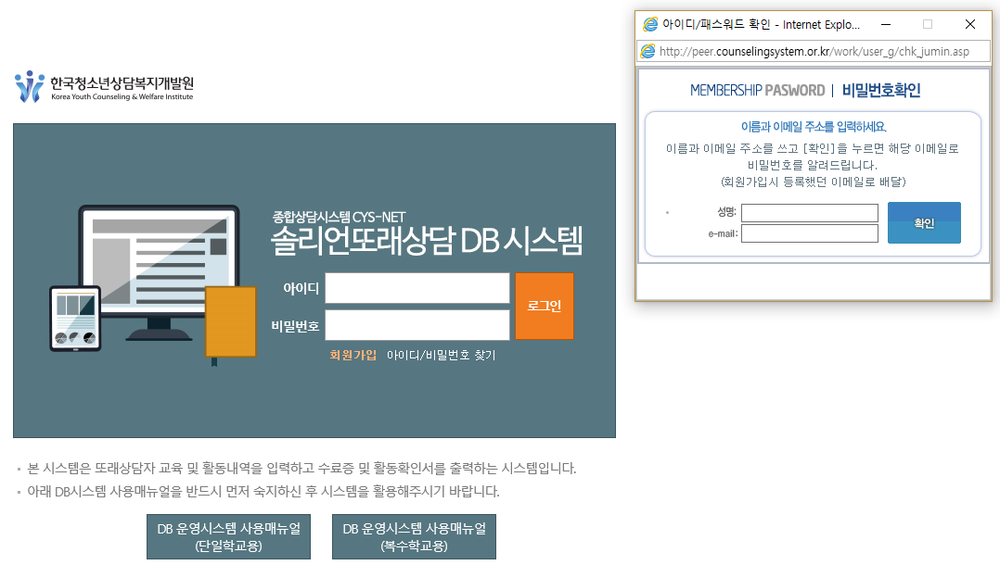 한국청소년상담복지개발원
Korea Youth Counseling & Welfare Institute
종합상담시스템 CYS-NET
솔리언또래상담 DB 시스템
아이디
비밀번호
로그인
회원가입 아이디/비밀번호 찾기
본 시스템은 또래상담자 교육 및 활동내역을 입력하고 수료증 및 활동확인서를 출력하는 시스템입니다.
아래 DB시스템 사용매뉴얼을 반드시 먼저 숙지하신 후 시스템을 활용해주시기 바랍니다.
DB 운영시스템 사용매뉴얼
(단일학교용)
DB 운영시스템 사용매뉴얼
(복수학교용)
아이디/패스워드 확인 - Internet Explo...
http://peer.counselingsystem.or.kr/work/user_g/chk_jumin.asp
MEMBERSHIP PASWORD | 비밀번호확인
이름과 이메일 주소를 입력하세요.
이름과 이메일 주소를 쓰고 [확인]을 누르면 해당 이메일로
비밀번호를 알려드립니다.
(회원가입시 등록했던 이메일로 배달)
성명:
e-mail:
확인